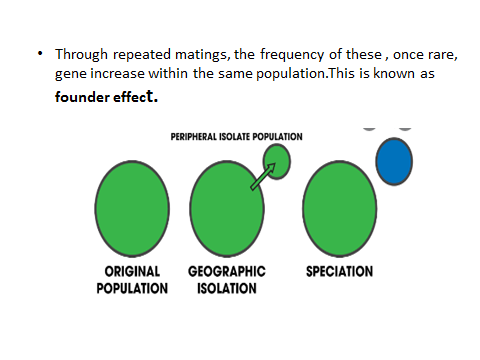 • Through repeated matings, the frequency of these , once rare,
gene increase within the same population.This is known as
founder effect.
PERIPHERAL ISOLATE POPULATION
ORIGINAL
POPULATION
GEOGRAPHIC
ISOLATION
SPECIATION